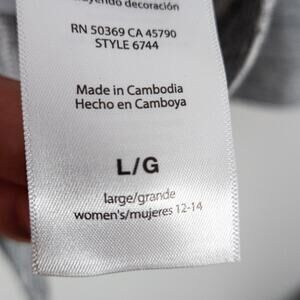 decoración
RN 50369 CA 45790
STYLE 6744
Made in Cambodia
Hecho en Camboya
L/G
large/grande
women's/mujeres 12-14